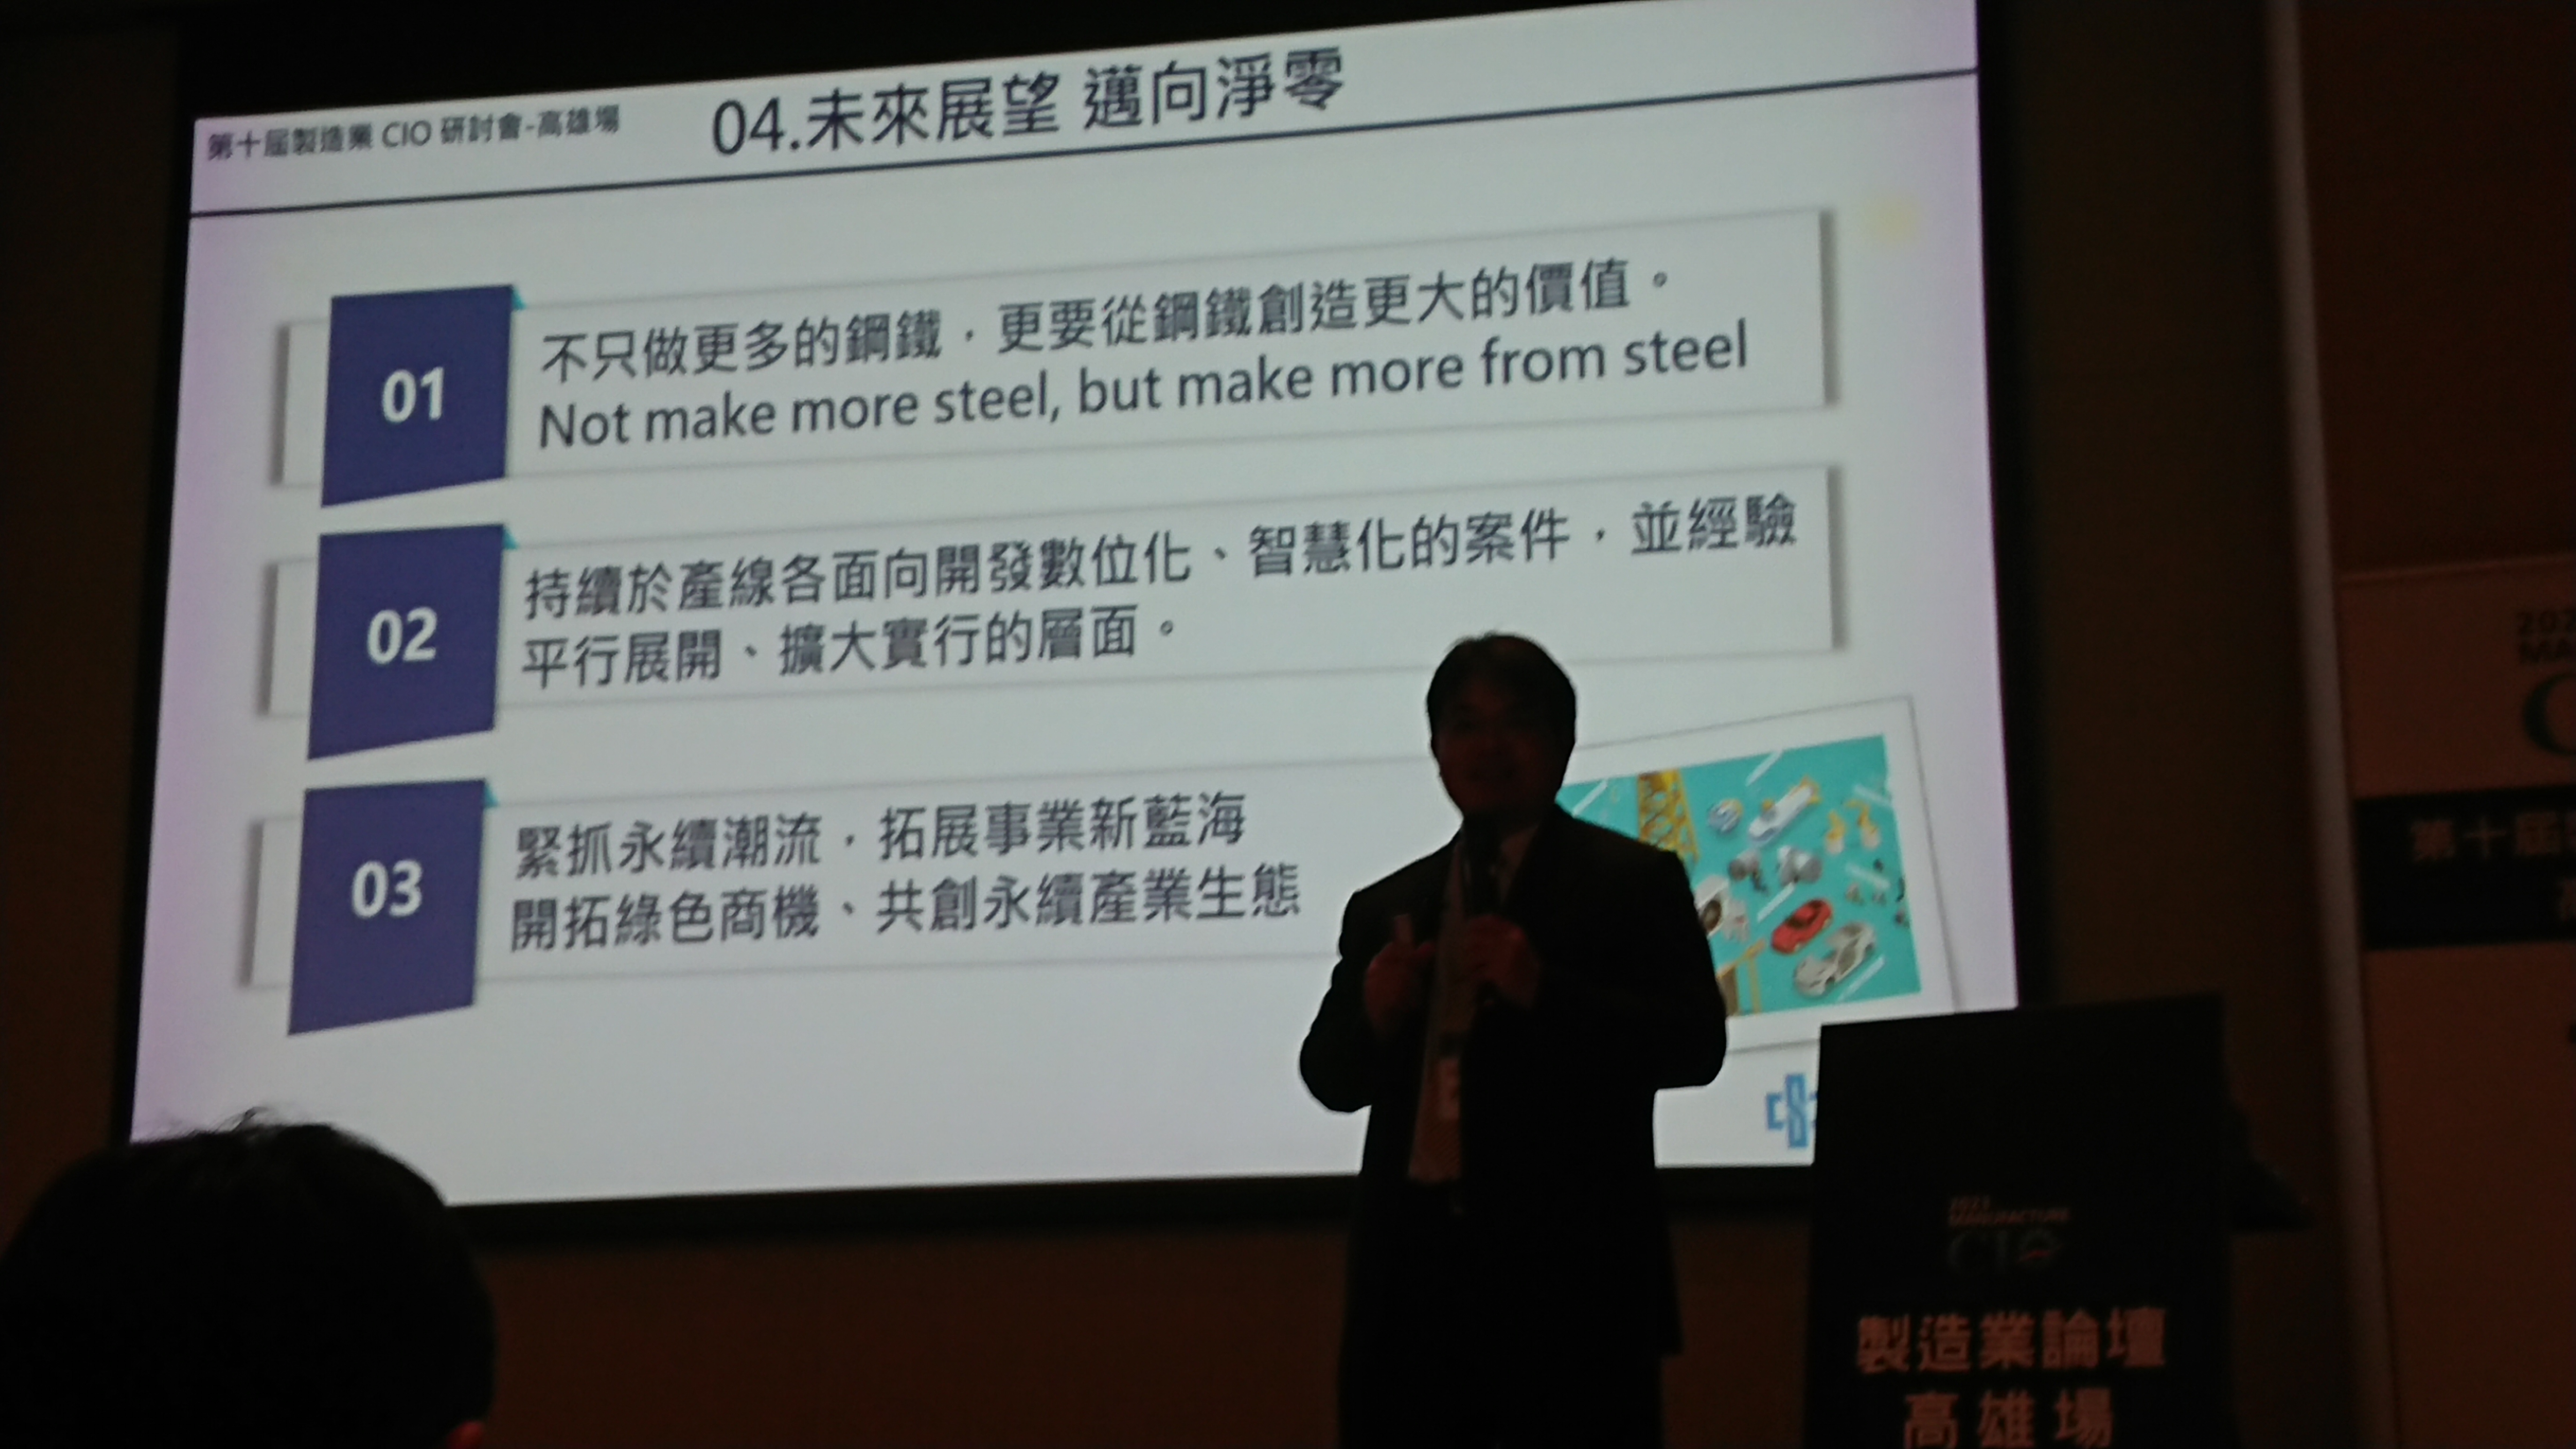 第十屆製造業 CIO 研討會-高雄場
04.未來展望 邁向淨零
01
不只做更多的鋼鐵，更要從鋼鐵創造更大的價值。
Not make more steel, but make more from steel
02
持續於產線各面向開發數位化、智慧化的案件，並經驗
平行展開、擴大實行的層面。
03
緊抓永續潮流，拓展事業新藍海
開拓綠色商機、共創永續產業生態
MANUFACTURE
CIO
製造業論壇
高雄場
第十屆